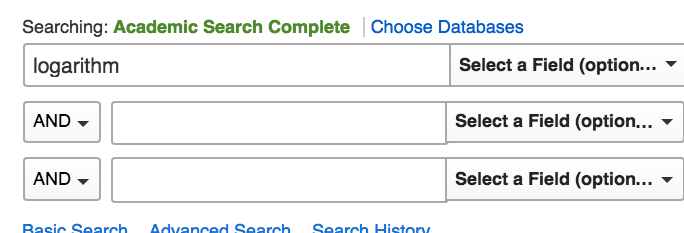 Searching: Academic Search Complete Choose Databases
logarithm Select a Field (option...
AND Select a Field (option...
AND Select a Field (option...
Basic Search Advanced Search Search History